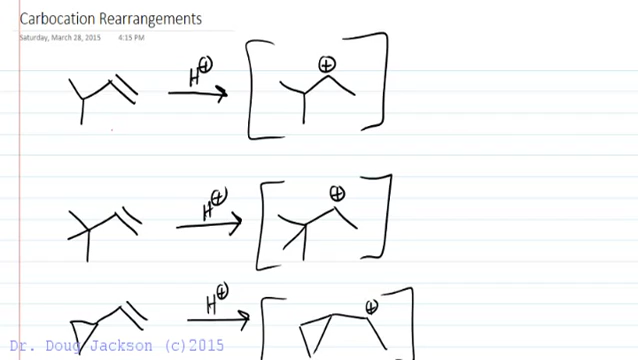 Carbocation Rearrangements
Saturday, March 28, 2015 4:15 PM
H⊕
⊕
H⊕
⊕
H⊕
⊕
Dr. Doug Jackson (c)2015